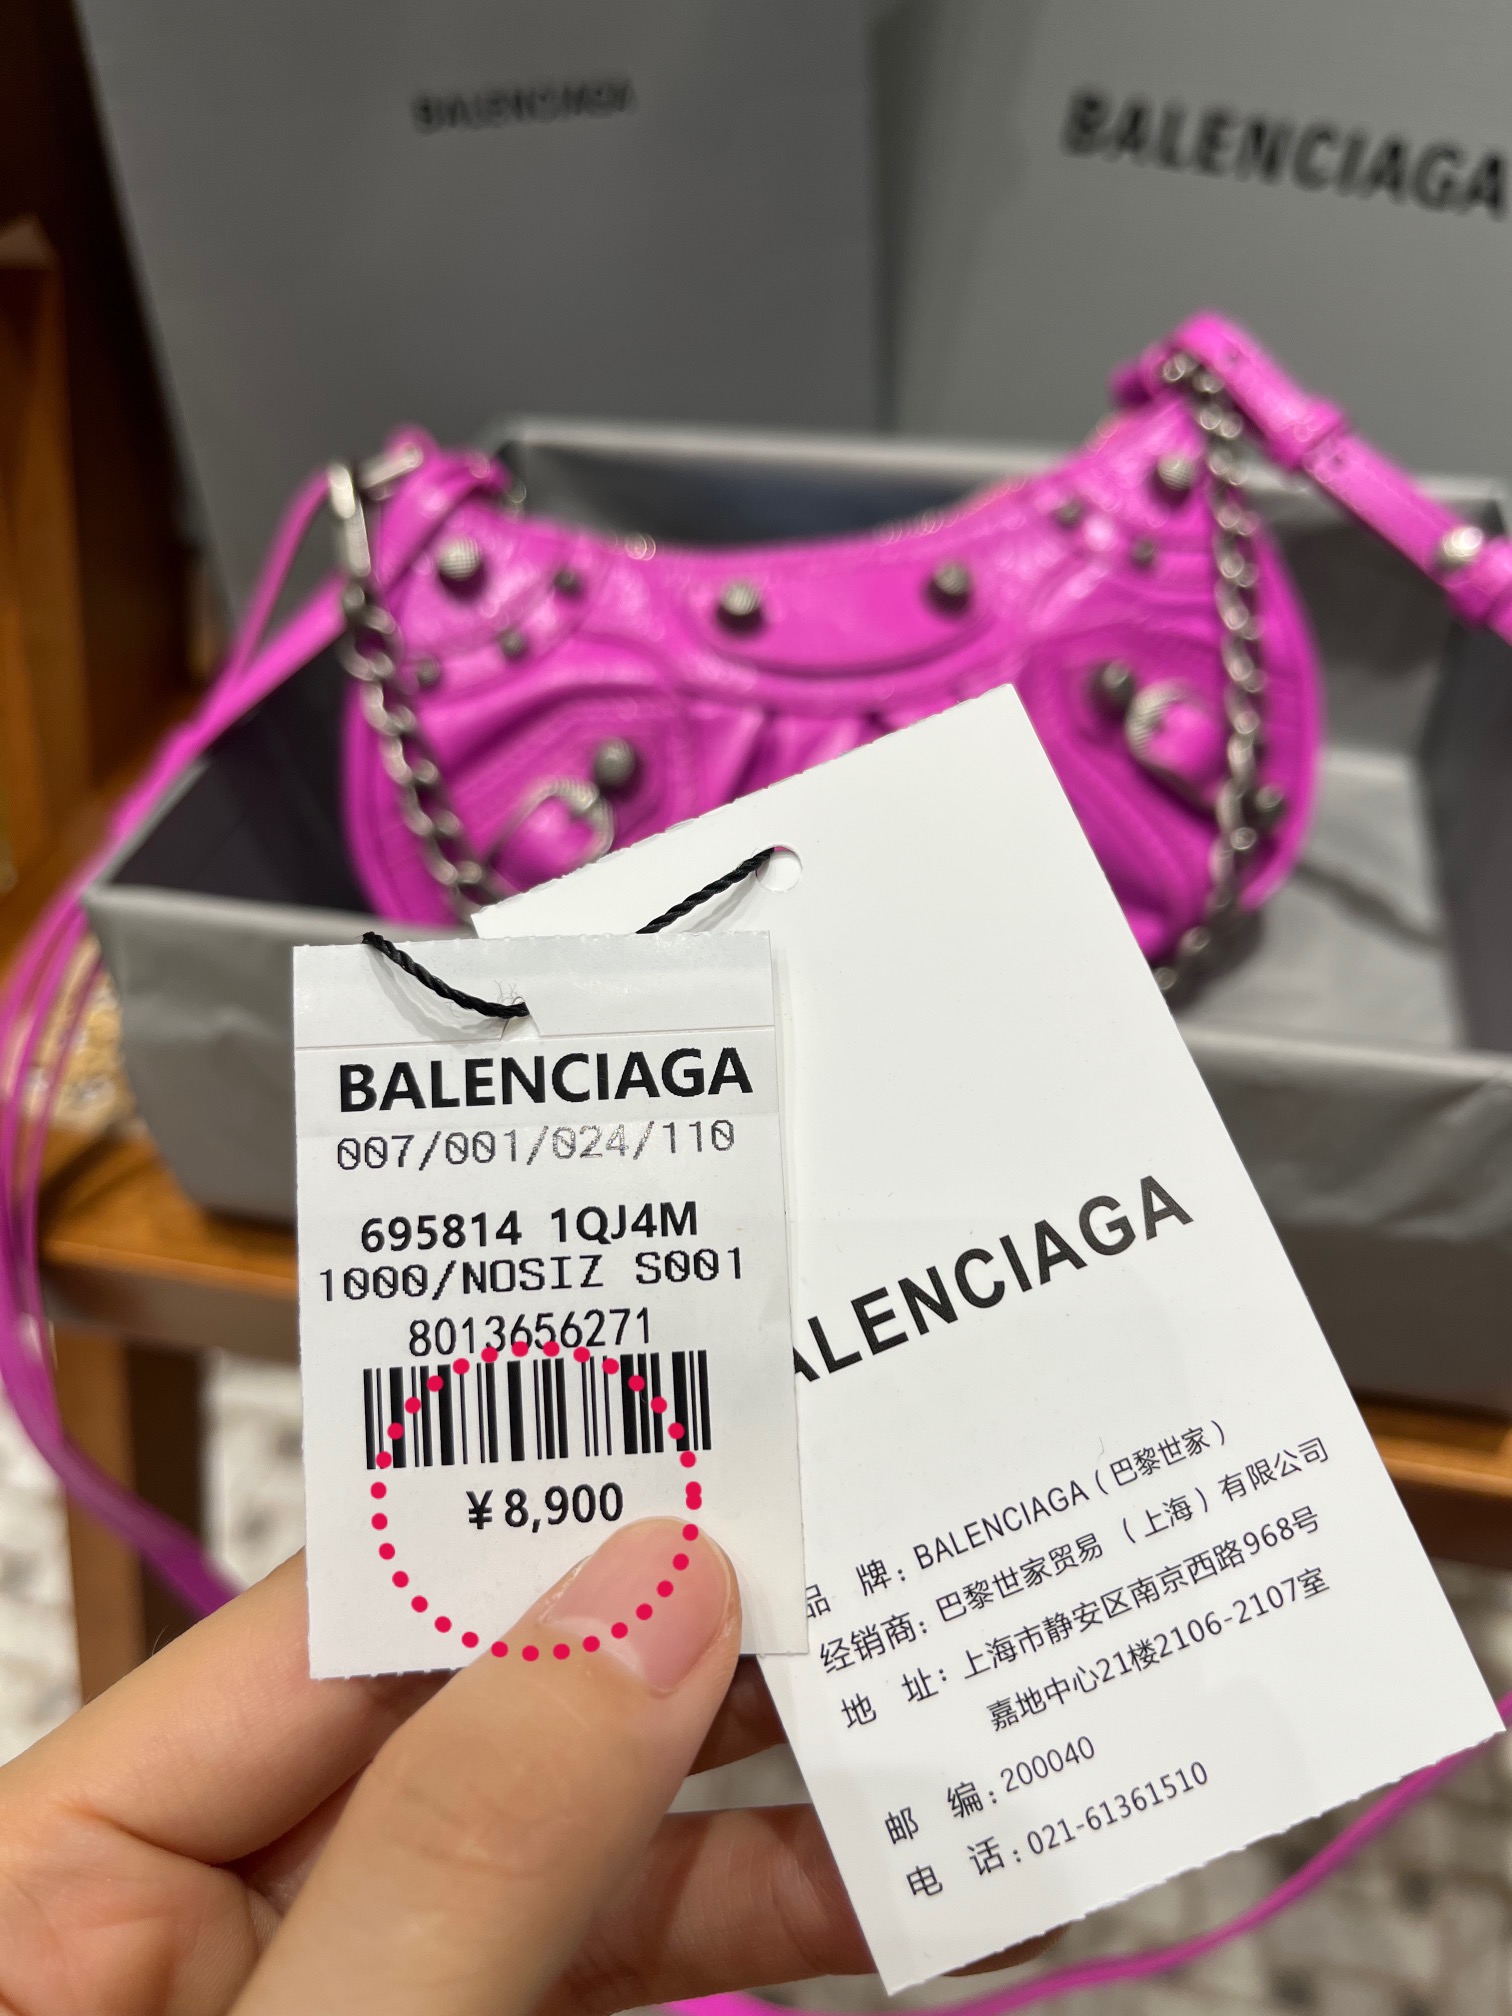 BALENCIAGA
BALENCIAGA
BALENCIAGA
007/001/024/110
695814 1QJ4M
1000/NOSIZ S001
8013656271
¥8,900
ALENCIAGA
品 牌：BALENCIAGA（巴黎世家）
经销商：巴黎世家贸易（上海）有限公司
地 址：上海市静安区南京西路968号
嘉地中心21楼2106-2107室
邮 编：200040
电 话：021-61361510